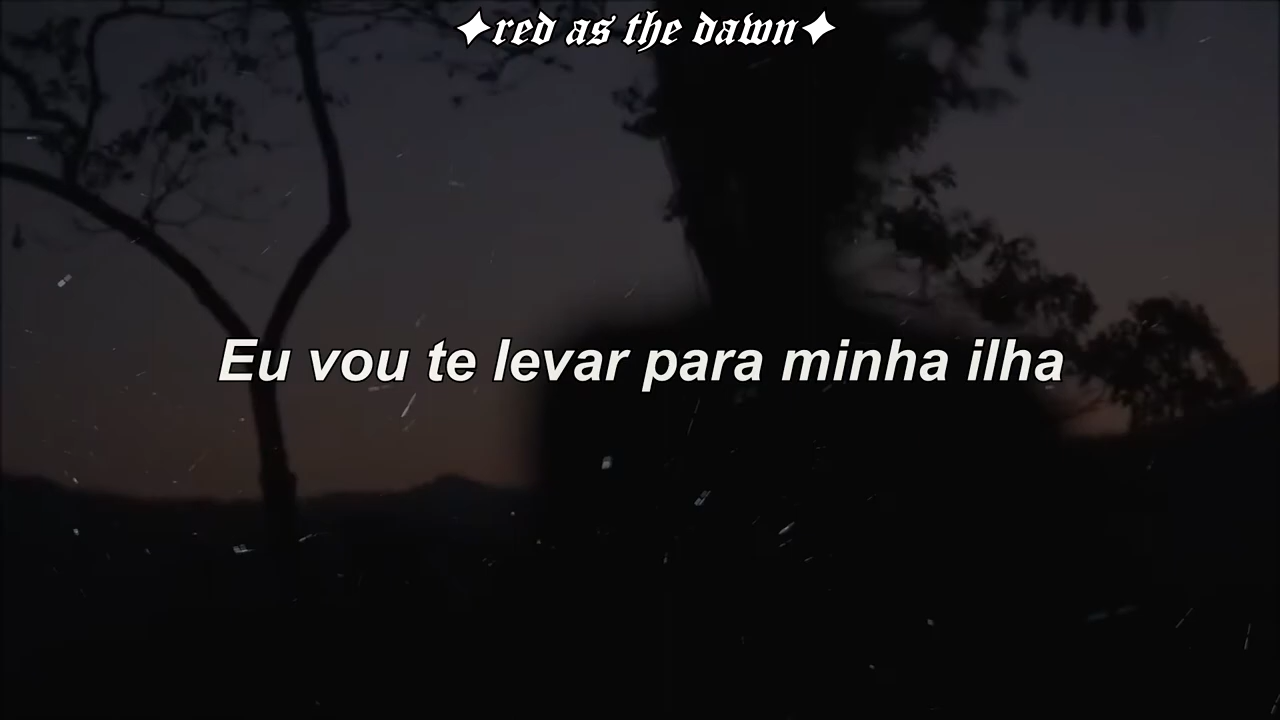 ✦red as the dawn✦
Eu vou te levar para minha ilha